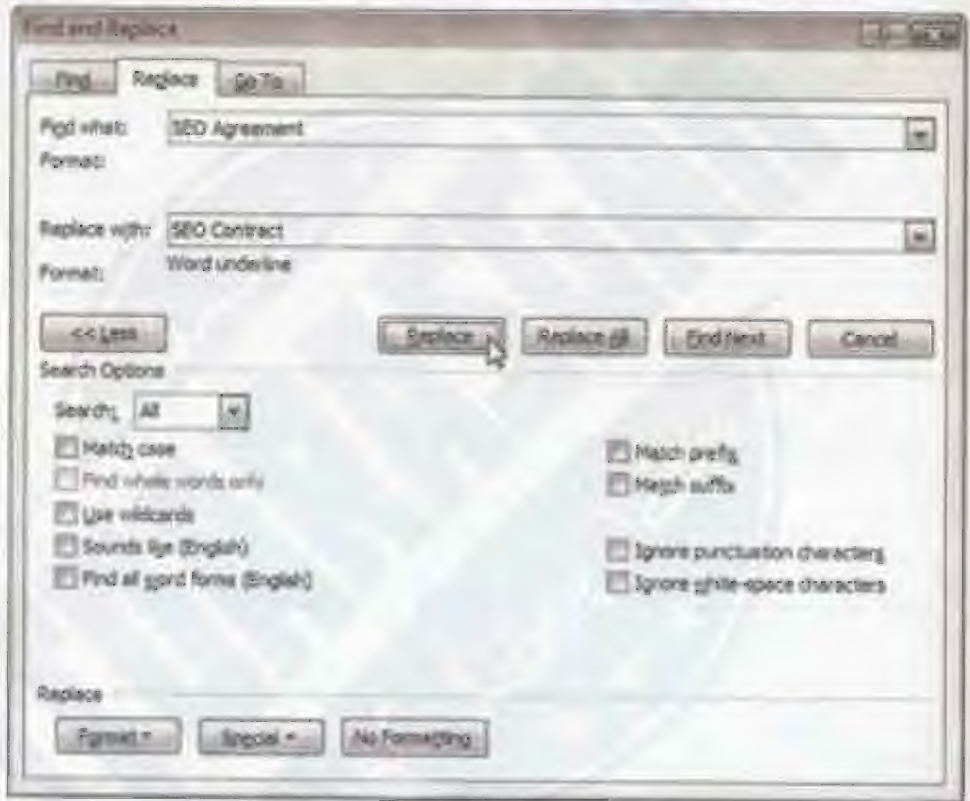 Find and Replace
Find Replace Go To
Find what: SEO Agreement
Format:
Replace with: SEO Contract
Format: Word underline
<< Less Replace Replace All Find Next Cancel
Search Options
Search: All
Match case Match prefix
Find whole words only Match suffix
Use wildcards
Sounds like (English) Ignore punctuation characters
Find all word forms (English) Ignore white-space characters
Replace
Format Special No Formatting